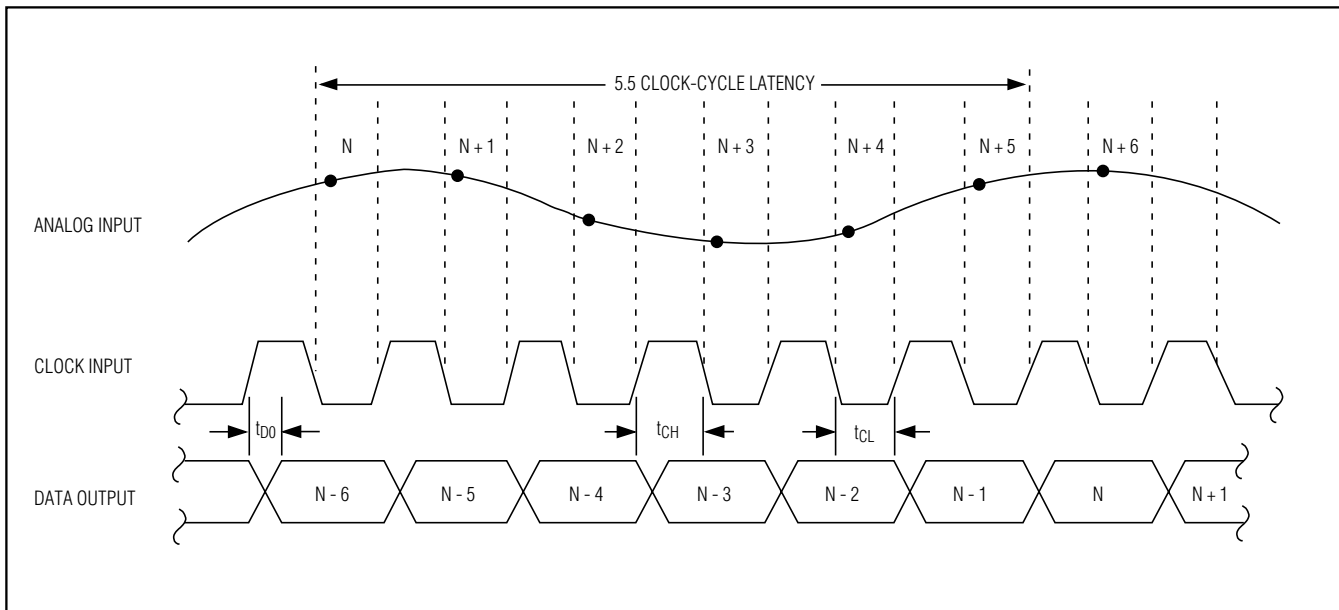 5.5 CLOCK-CYCLE LATENCY
N N + 1 N + 2 N + 3 N + 4 N + 5 N + 6
ANALOG INPUT
CLOCK INPUT
tD0 tCH tCL
DATA OUTPUT N - 6 N - 5 N - 4 N - 3 N - 2 N - 1 N N + 1